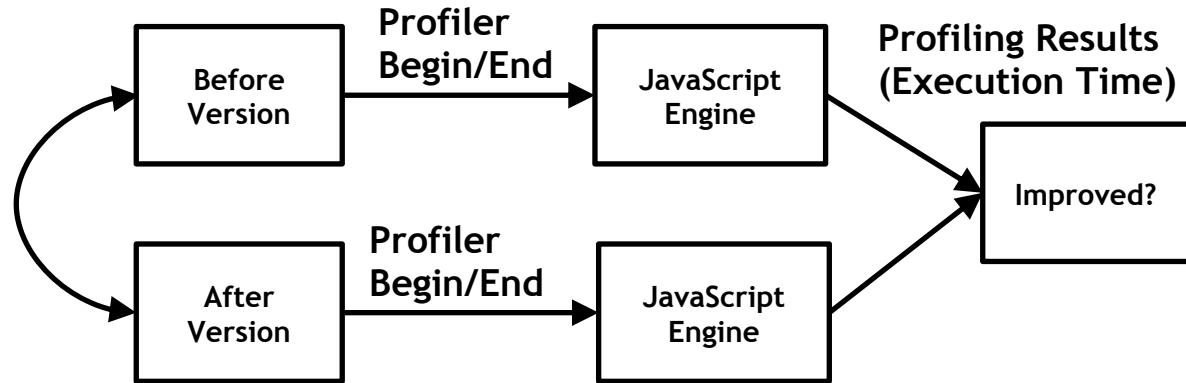 Before
Version
Profiler
Begin/End
JavaScript
Engine
Profiling Results
(Execution Time)
Improved?
After
Version
Profiler
Begin/End
JavaScript
Engine